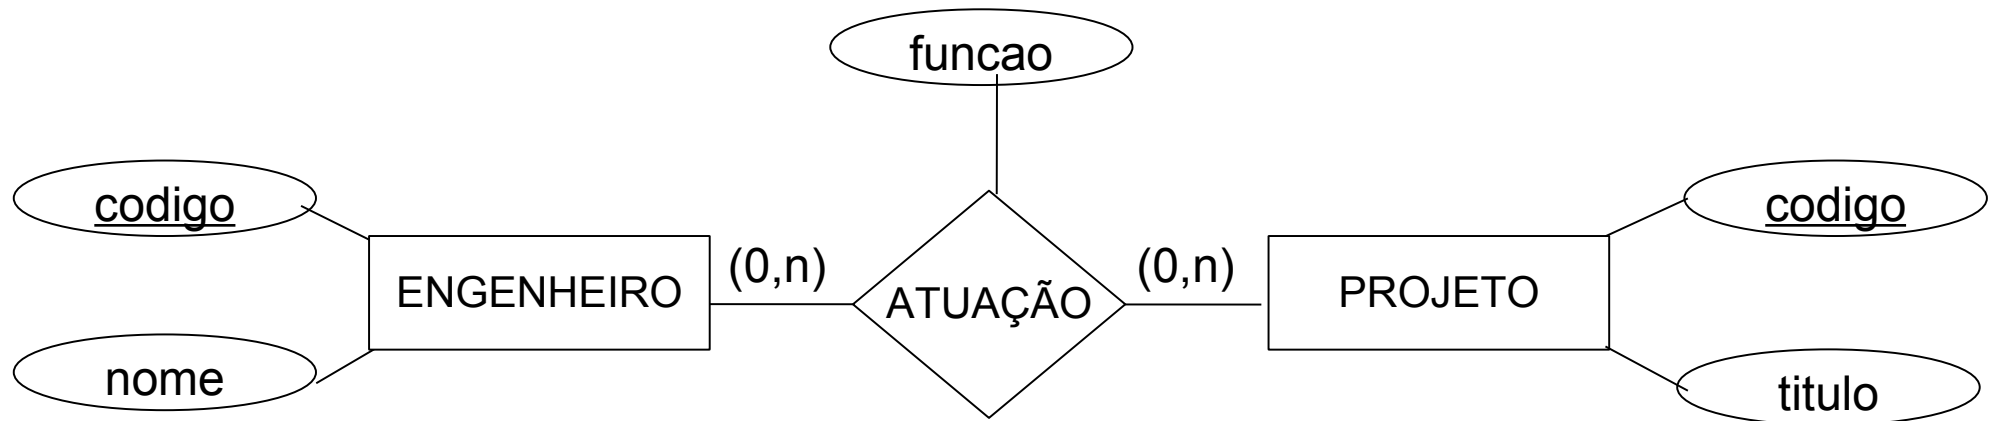 funcao
codigo
codigo
(0,n)
(0,n)
ENGENHEIRO
ATUAÇÃO
PROJETO
nome
titulo